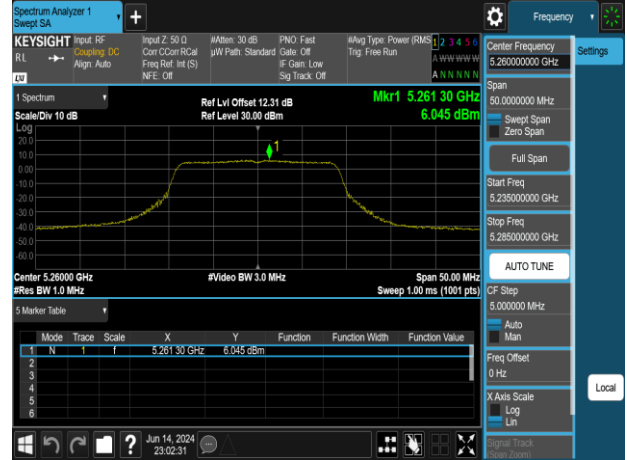 Spectrum Analyzer 1
Swept SA
Frequency
KEYSIGHT
RL
LXI
Input: RF
Coupling: DC
Align: Auto
Input Z: 50 Ω
Corr CCorr RCal
Freq Ref: Int (S)
NFE: Off
#Atten: 30 dB
µW Path: Standard
PNO: Fast
Gate: Off
IF Gain: Low
Sig Track: Off
#Avg Type: Power (RMS
Trig: Free Run
1 2 3 4 5 6
A W W W W W
A N N N N N
1 Spectrum
Scale/Div 10 dB
Ref Lvl Offset 12.31 dB
Ref Level 30.00 dBm
Mkr1 5.261 30 GHz
6.045 dBm
Log
20.0
10.0
0.00
-10.0
-20.0
-30.0
-40.0
-50.0
-60.0
1
Center 5.26000 GHz
#Res BW 1.0 MHz
#Video BW 3.0 MHz
Span 50.00 MHz
Sweep 1.00 ms (1001 pts)
5 Marker Table
Mode Trace Scale X Y Function Function Width Function Value
1 N 1 f 5.261 30 GHz 6.045 dBm
2
3
4
5
6
Jun 14, 2024
23:02:31
Center Frequency
5.260000000 GHz
Span
50.0000000 MHz
Swept Span
Zero Span
Full Span
Start Freq
5.235000000 GHz
Stop Freq
5.285000000 GHz
AUTO TUNE
CF Step
5.000000 MHz
Auto
Man
Freq Offset
0 Hz
X Axis Scale
Log
Lin
Signal Track
(Span Zoom)
Settings
Local